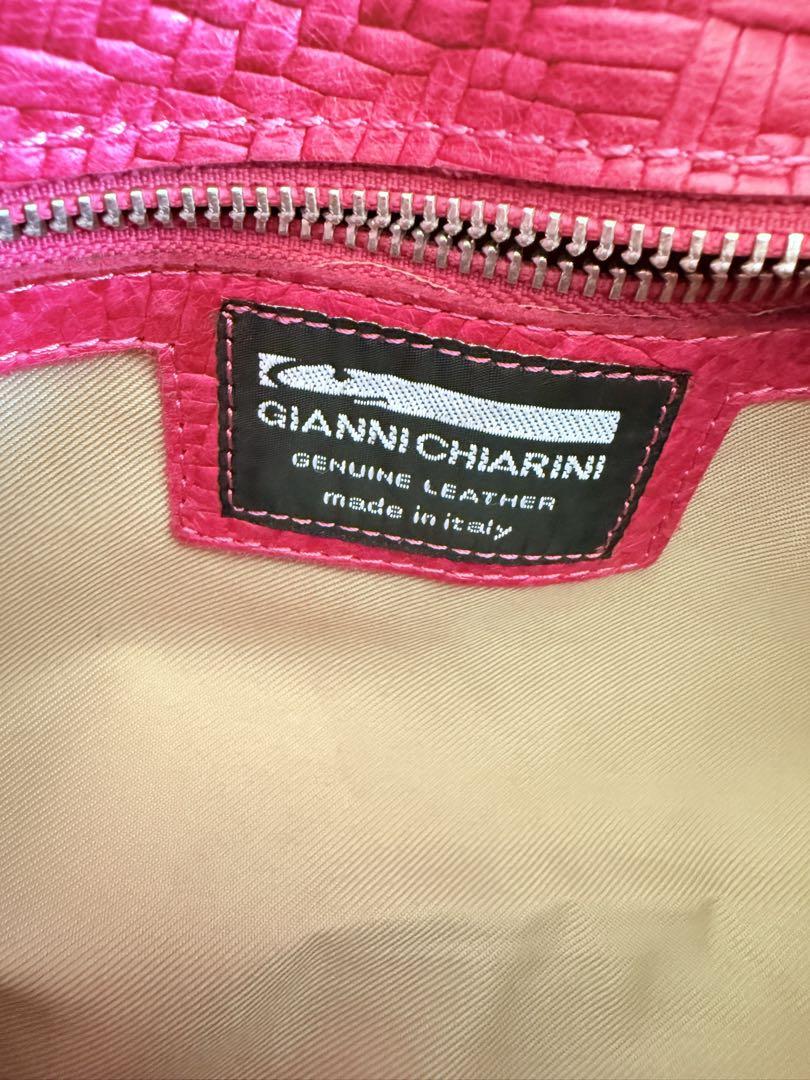 GIANNI CHIARINI
GENUINE LEATHER
made in italy